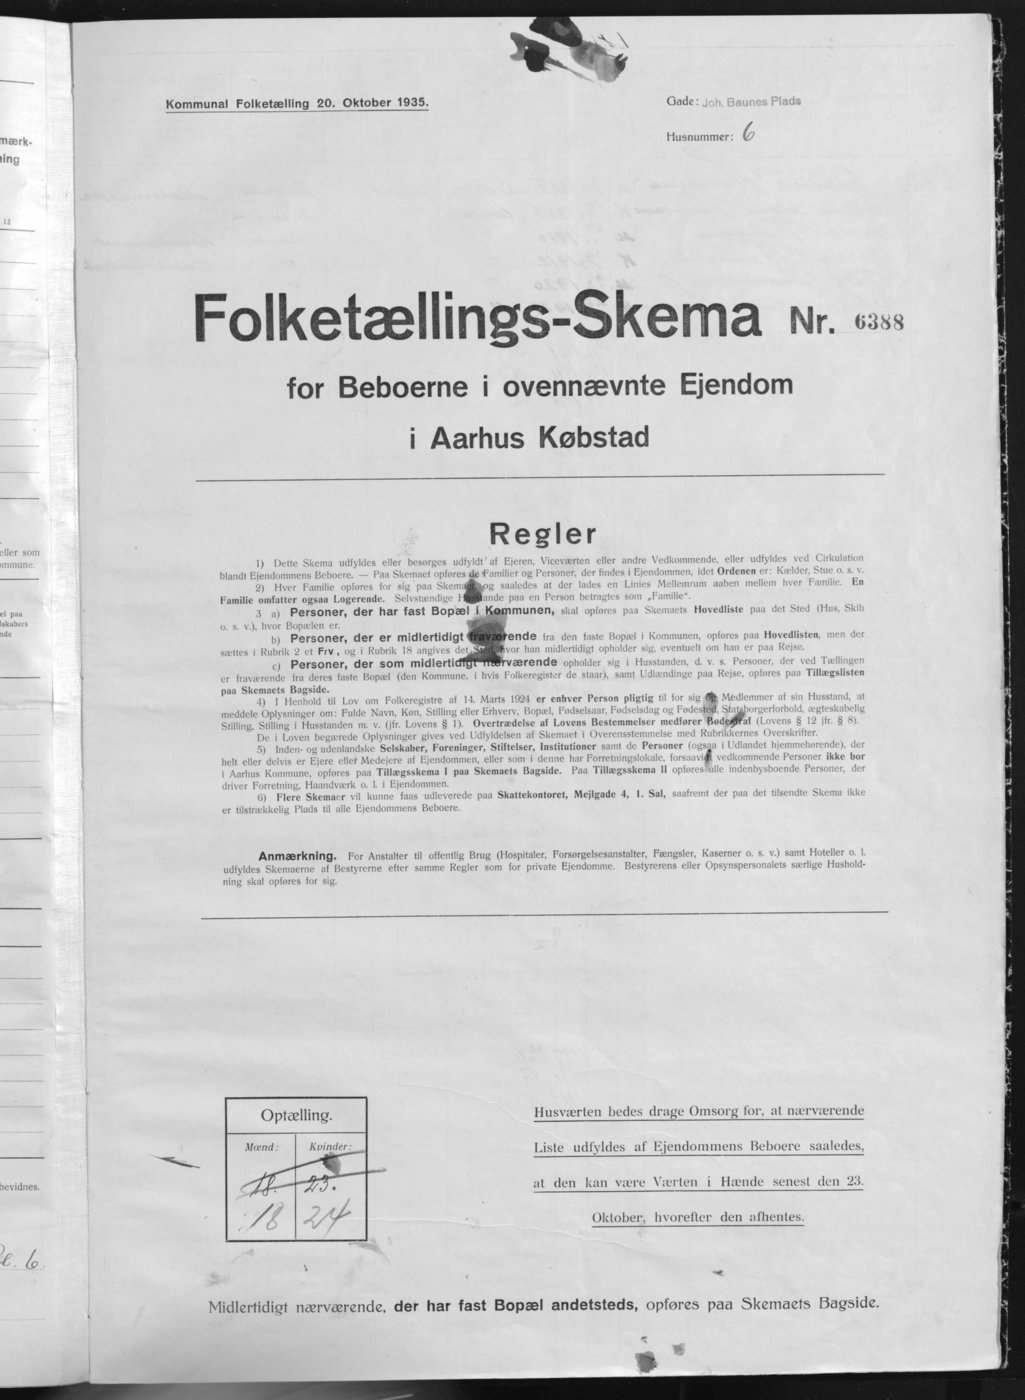 mærk-
ning
12
eller som
ommune.
el paa
lskabers
nde
bevidnes.
6.
Kommunal Folketælling 20. Oktober 1935.
Gade: Joh. Baunes Plads
Husnummer: 6
Folketællings-Skema Nr. 6388
for Beboerne i ovennævnte Ejendom
i Aarhus Købstad
Regler
1) Dette Skema udfyldes eller besørges udfyldt af Ejeren, Viceværten eller andre Vedkommende, eller udfyldes ved Cirkulation
blandt Ejendommens Beboere. — Paa Skemaet opføres de Familier og Personer, der findes i Ejendommen, idet Ordenen er: Kælder, Stue o. s. v.
2) Hver Familie opføres for sig paa Skemaet, og saaledes at der lades en Linies Mellemrum aaben mellem hver Familie. En
Familie omfatter ogsaa Logerende. Selvstændige Husstande paa en Person betragtes som „Familie".
3 a) Personer, der har fast Bopæl i Kommunen, skal opføres paa Skemaets Hovedliste paa det Sted (Hus, Skib
o. s. v.), hvor Bopælen er.
b) Personer, der er midlertidigt fraværende fra den faste Bopæl i Kommunen, opføres paa Hovedlisten, men der
sættes i Rubrik 2 et Frv, og i Rubrik 18 angives det Sted, hvor han midlertidigt opholder sig, eventuelt om han er paa Rejse.
c) Personer, der som midlertidigt nærværende opholder sig i Husstanden, d. v. s. Personer, der ved Tællingen
er fraværende fra deres faste Bopæl (den Kommune, i hvis Folkeregister de staar), samt Udlændinge paa Rejse, opføres paa Tillægslisten
paa Skemaets Bagside.
4) I Henhold til Lov om Folkeregistre af 14. Marts 1924 er enhver Person pligtig til for sig og Medlemmer af sin Husstand, at
meddele Oplysninger om: Fulde Navn, Køn, Stilling eller Erhverv, Bopæl, Fødselsaar, Fødselsdag og Fødested, Statsborgerforhold, ægteskabelig
Stilling, Stilling i Husstanden m. v. (jfr. Lovens § 1). Overtrædelse af Lovens Bestemmelser medfører Bødestraf (Lovens § 12 jfr. § 8).
De i Loven begærede Oplysninger gives ved Udfyldelsen af Skemaet i Overensstemmelse med Rubrikkernes Overskrifter.
5) Inden- og udenlandske Selskaber, Foreninger, Stiftelser, Institutioner samt de Personer (ogsaa i Udlandet hjemmehørende), der
helt eller delvis er Ejere eller Medejere af Ejendommen, eller som i denne har Forretningslokale, forsaavidt vedkommende Personer ikke bor
i Aarhus Kommune, opføres paa Tillægsskema I paa Skemaets Bagside. Paa Tillægsskema II opføres alle indenbysboende Personer, der
driver Forretning, Haandværk o. l. i Ejendommen.
6) Flere Skemaer vil kunne faas udleverede paa Skattekontoret, Mejlgade 4, 1. Sal, saafremt der paa det tilsendte Skema ikke
er tilstrækkelig Plads til alle Ejendommens Beboere.
Anmærkning. For Anstalter til offentlig Brug (Hospitaler, Forsørgelsesanstalter, Fængsler, Kaserner o. s. v.) samt Hoteller o. l.
udfyldes Skemaerne af Bestyrerne efter samme Regler som for private Ejendomme. Bestyrerens eller Opsynspersonalets særlige Hushold-
ning skal opføres for sig.
Optælling.
Mænd: Kvinder:
18. 23.
18 24
Husværten bedes drage Omsorg for, at nærværende
Liste udfyldes af Ejendommens Beboere saaledes,
at den kan være Værten i Hænde senest den 23.
Oktober, hvorefter den afhentes.
Midlertidigt nærværende, der har fast Bopæl andetsteds, opføres paa Skemaets Bagside.